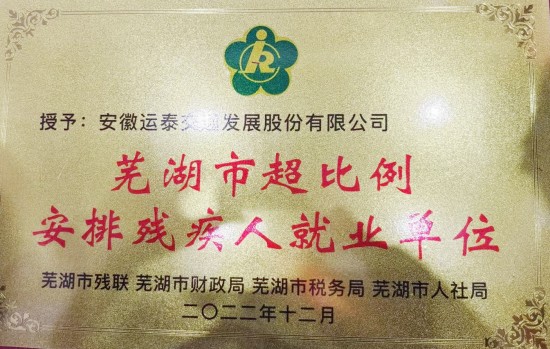 授予：安徽运泰交通发展股份有限公司
芜湖市超比例
安排残疾人就业单位
芜湖市残联 芜湖市财政局 芜湖市税务局 芜湖市人社局
二〇二二年十二月